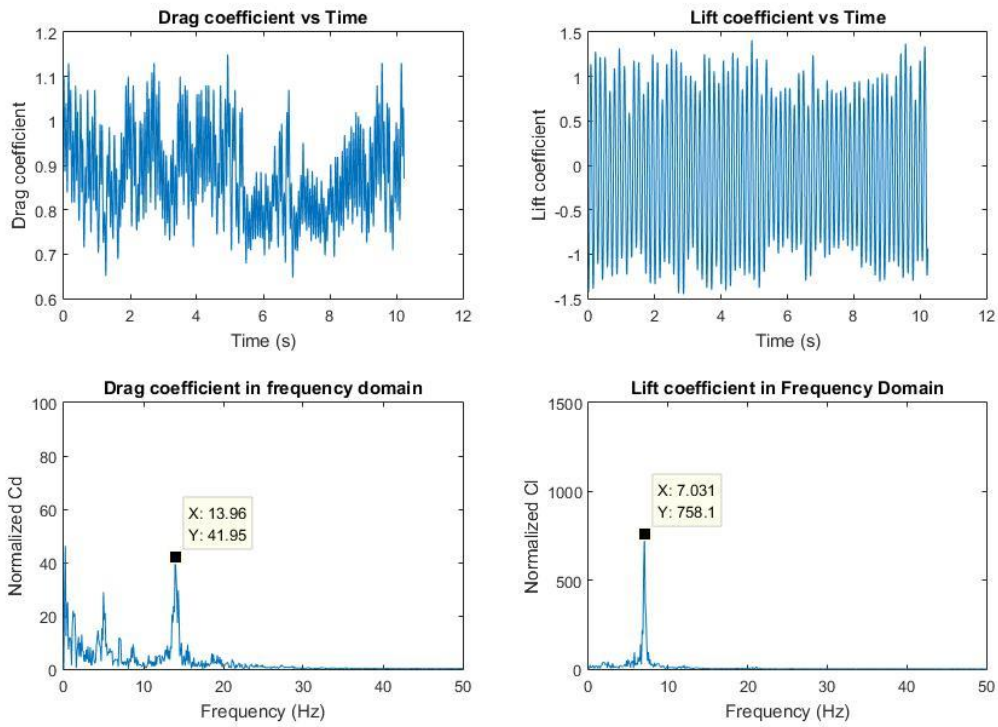 Drag coefficient vs Time
1.2
1.1
1
0.9
0.8
0.7
0.6
Drag coefficient
0 2 4 6 8 10 12
Time (s)
Lift coefficient vs Time
1.5
1
0.5
0
-0.5
-1
-1.5
Lift coefficient
0 2 4 6 8 10 12
Time (s)
Drag coefficient in frequency domain
100
80
60
40
20
0
Normalized Cd
X: 13.96
Y: 41.95
0 10 20 30 40 50
Frequency (Hz)
Lift coefficient in Frequency Domain
1500
1000
500
0
Normalized Cl
X: 7.031
Y: 758.1
0 10 20 30 40 50
Frequency (Hz)